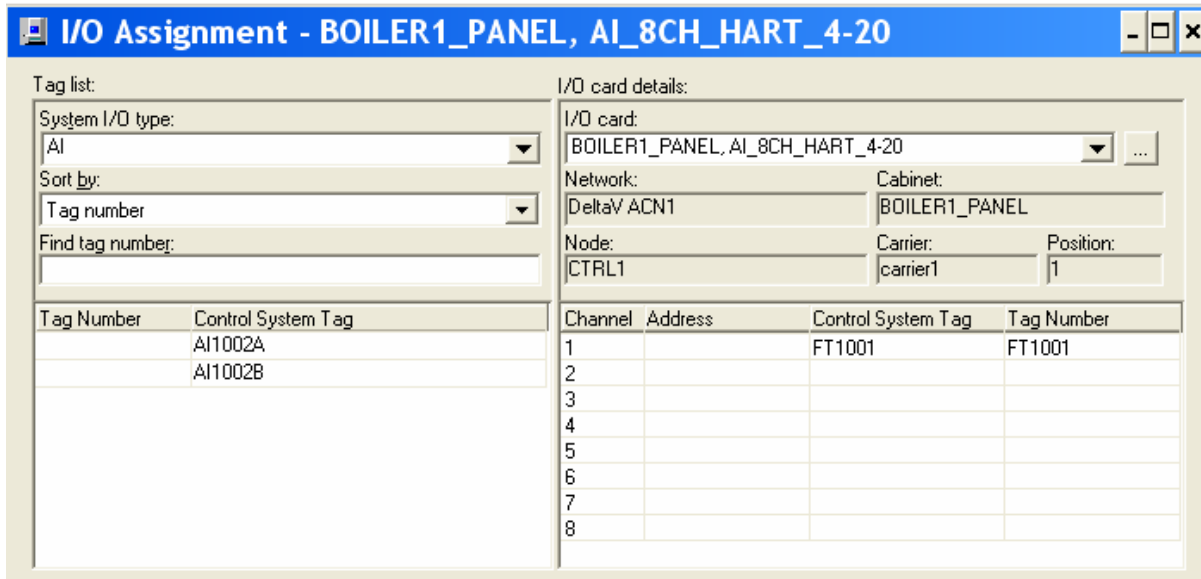 I/O Assignment - BOILER1_PANEL, AI_8CH_HART_4-20
Tag list:
System I/O type:
AI
Sort by:
Tag number
Find tag number:
Tag Number Control System Tag
AI1002A
AI1002B
I/O card details:
I/O card:
BOILER1_PANEL, AI_8CH_HART_4-20 ...
Network: Cabinet:
DeltaV ACN1 BOILER1_PANEL
Node: Carrier: Position:
CTRL1 carrier1 1
Channel Address Control System Tag Tag Number
1 FT1001 FT1001
2
3
4
5
6
7
8